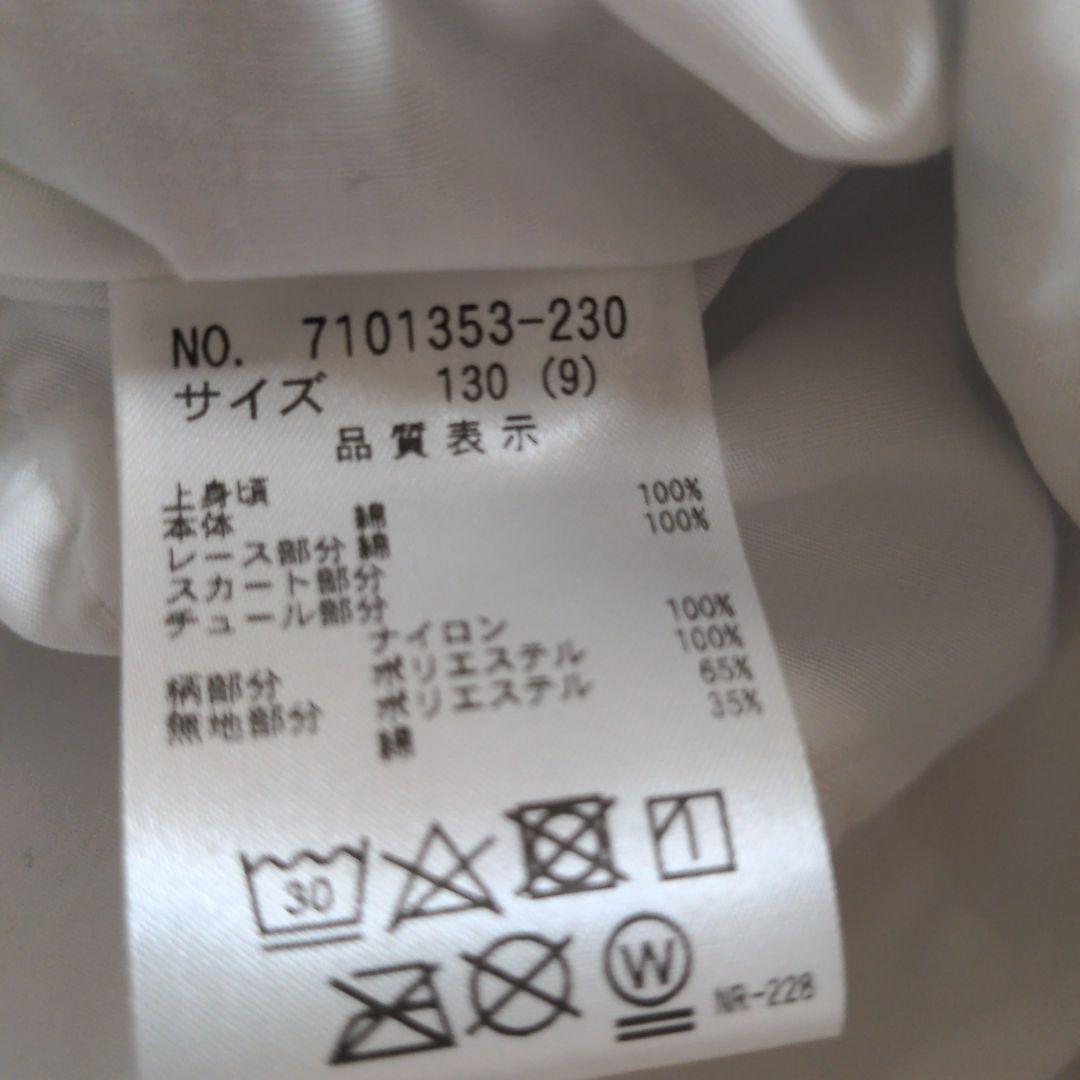 NO. 7101353-230
サイズ 130 (9)
品質表示
上身頃
本体 綿 100%
レース部分 綿 100%
スカート部分
チュール部分
ナイロン 100%
柄部分 ポリエステル 100%
無地部分 ポリエステル 65%
綿 35%
30
1
W
NR-228